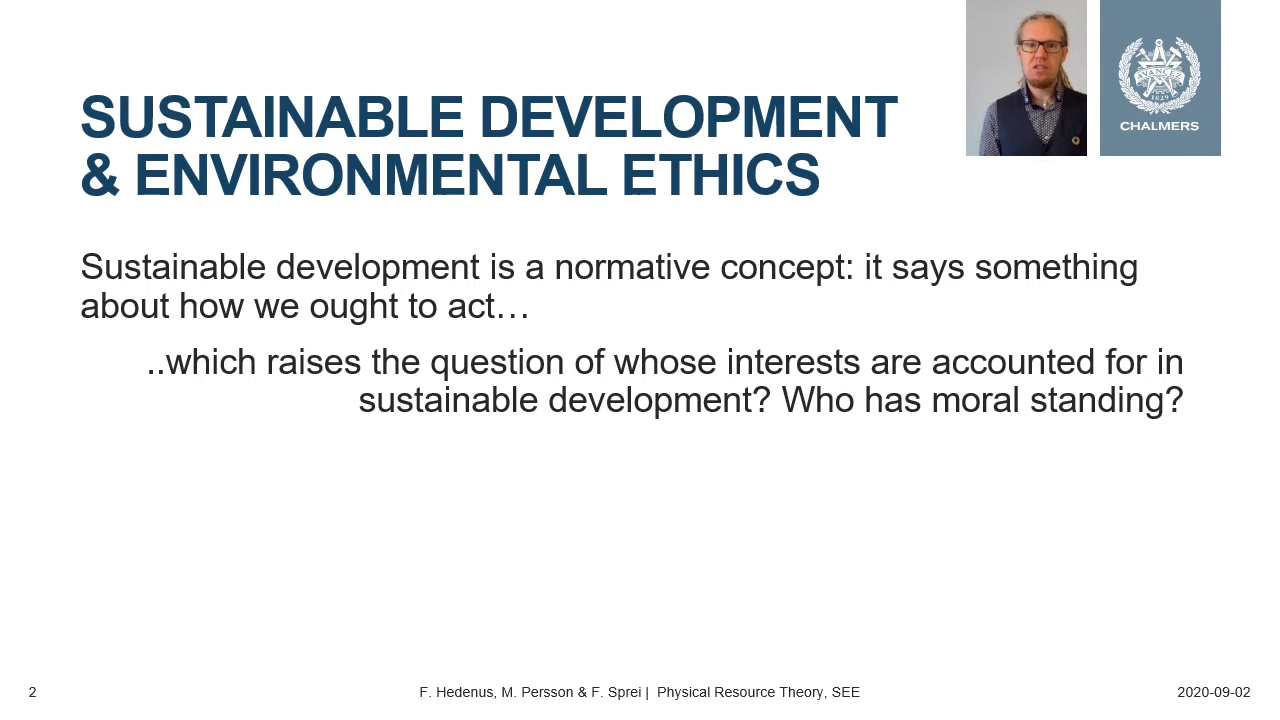 AVANCEZ
1829
CHALMERS
SUSTAINABLE DEVELOPMENT
& ENVIRONMENTAL ETHICS
Sustainable development is a normative concept: it says something
about how we ought to act…
..which raises the question of whose interests are accounted for in
sustainable development? Who has moral standing?
2
F. Hedenus, M. Persson & F. Sprei | Physical Resource Theory, SEE
2020-09-02